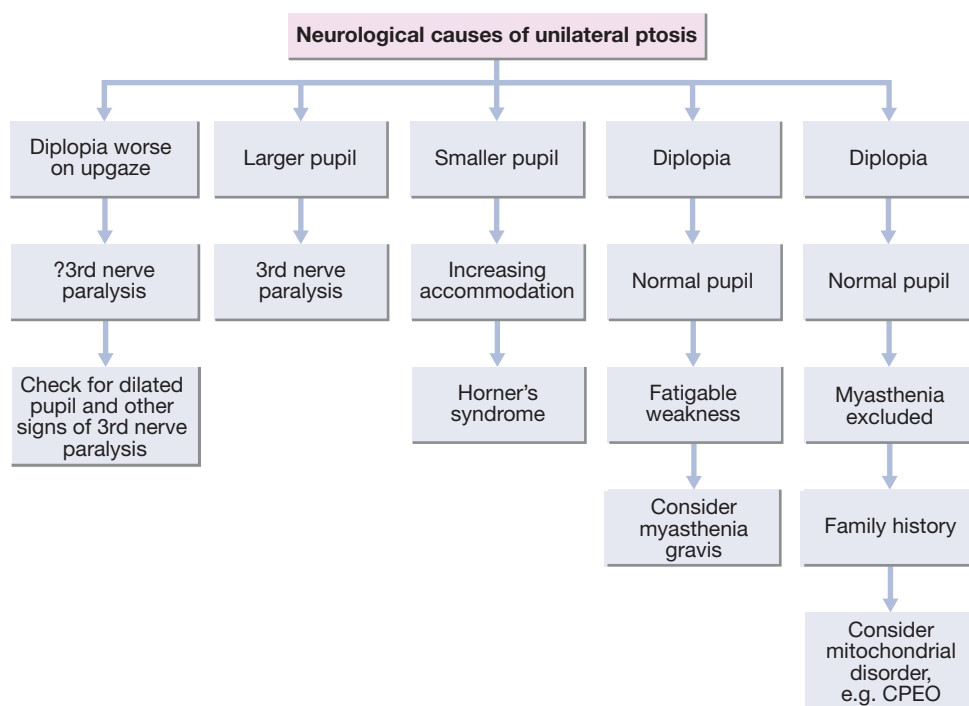 Neurological causes of unilateral ptosis
Diplopia worse
on upgaze
?3rd nerve
paralysis
Check for dilated
pupil and other
signs of 3rd nerve
paralysis
Larger pupil
3rd nerve
paralysis
Smaller pupil
Increasing
accommodation
Horner's
syndrome
Diplopia
Normal pupil
Fatigable
weakness
Consider
myasthenia
gravis
Diplopia
Normal pupil
Myasthenia
excluded
Family history
Consider
mitochondrial
disorder,
e.g. CPEO